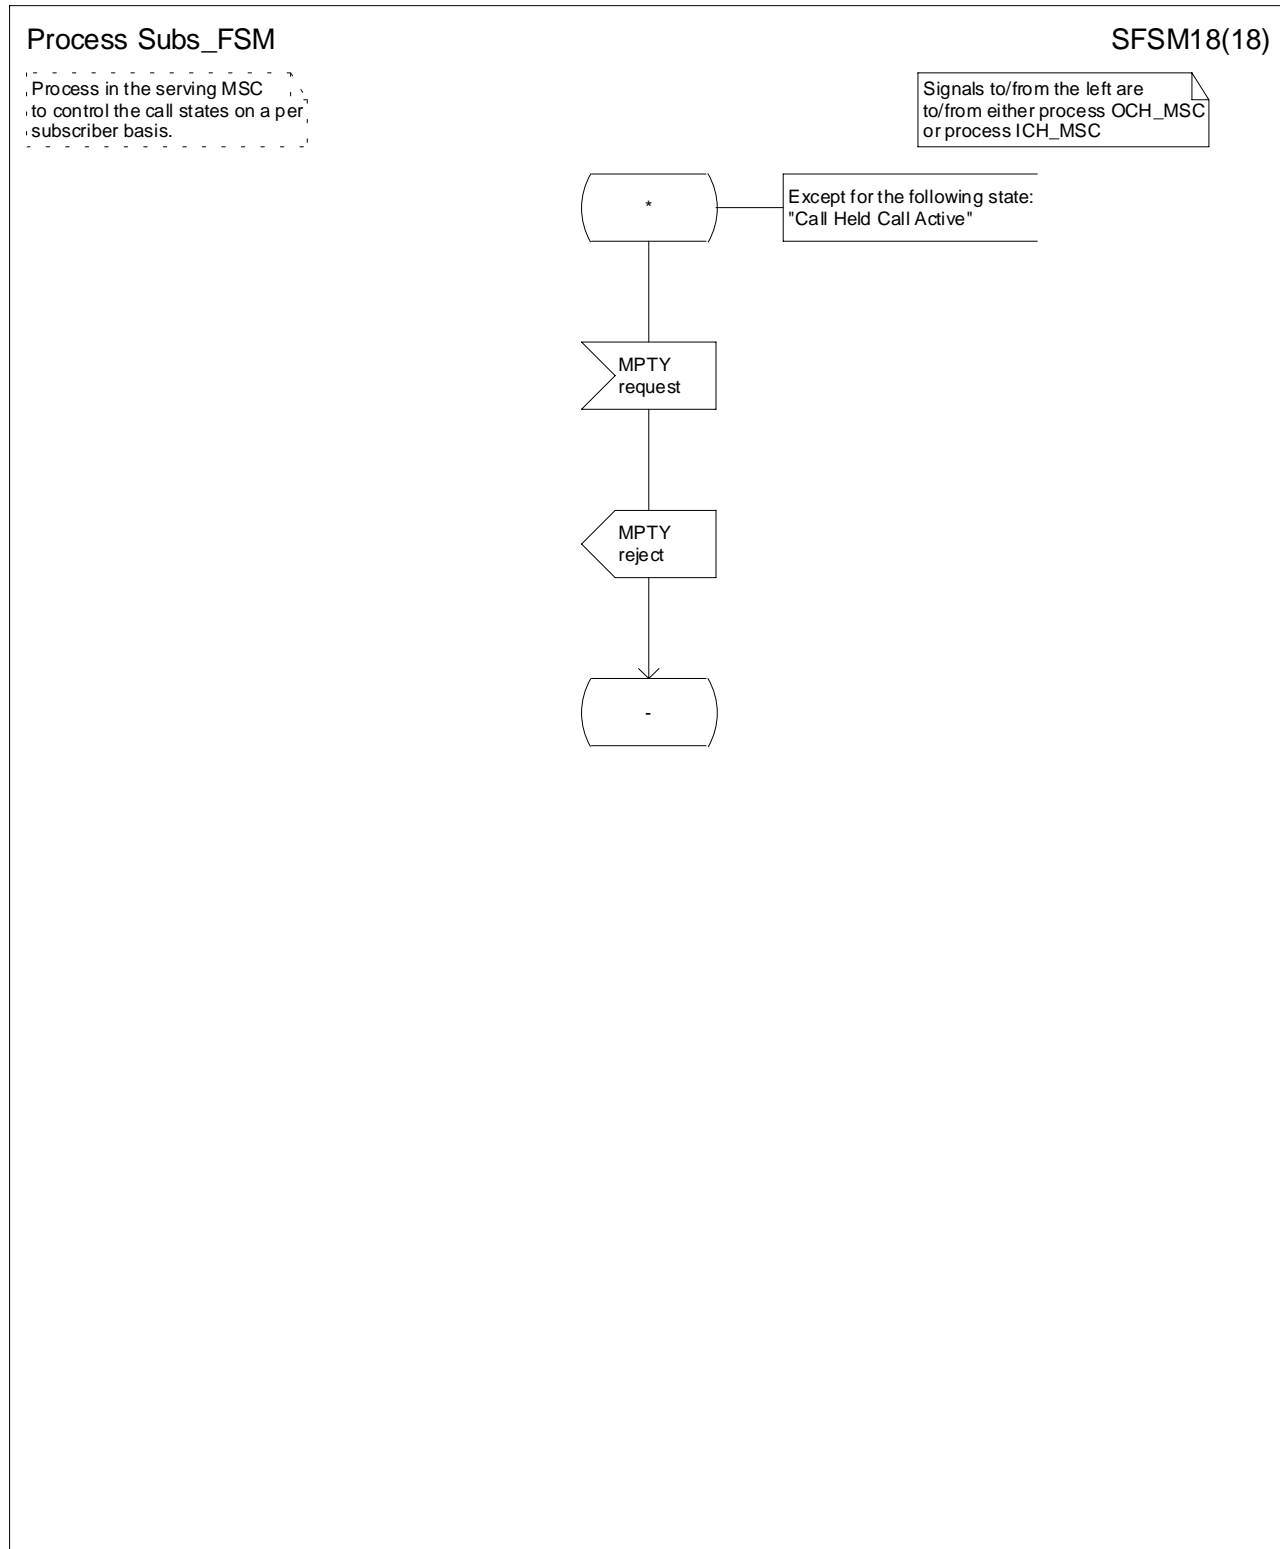 Process Subs_FSM
SFSM18(18)
Process in the serving MSC
to control the call states on a per
subscriber basis.
Signals to/from the left are
to/from either process OCH_MSC
or process ICH_MSC
*
Except for the following state:
"Call Held Call Active"
MPTY
request
MPTY
reject
-